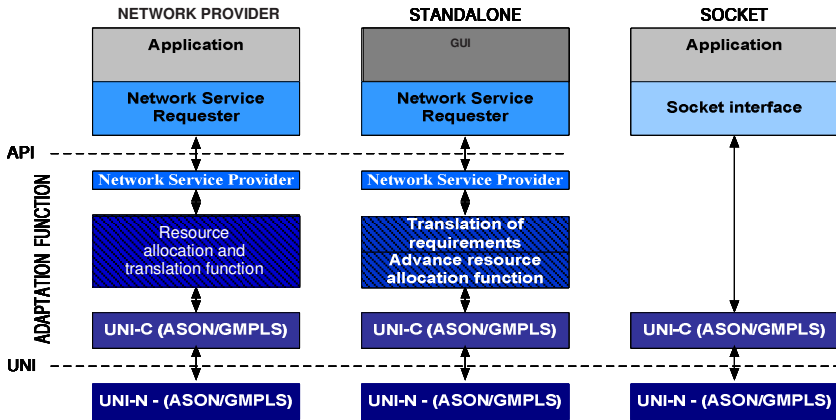 NETWORK PROVIDER
Application
Network Service
Requester
Network Service Provider
Resource
allocation and
translation function
UNI-C (ASON/GMPLS)
UNI-N - (ASON/GMPLS)
STANDALONE
GUI
Network Service
Requester
Network Service Provider
Translation of
requirements
Advance resource
allocation function
UNI-C (ASON/GMPLS)
UNI-N - (ASON/GMPLS)
SOCKET
Application
Socket interface
UNI-C (ASON/GMPLS)
UNI-N - (ASON/GMPLS)
API
ADAPTATION FUNCTION
UNI